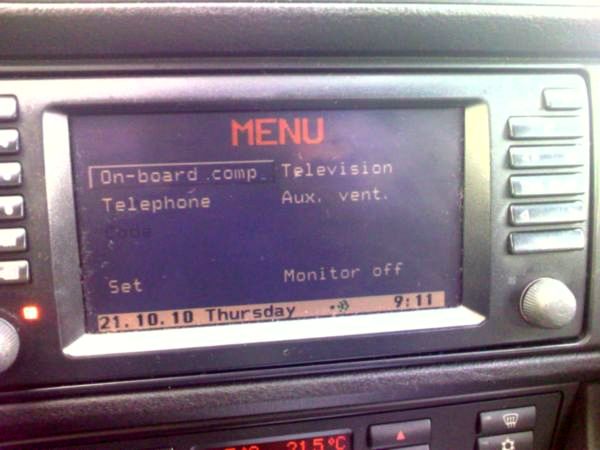 MENU
On-board comp Television
Telephone Aux. vent.
Code
Set Monitor off
21.10.10 Thursday 9:11
21.5°C